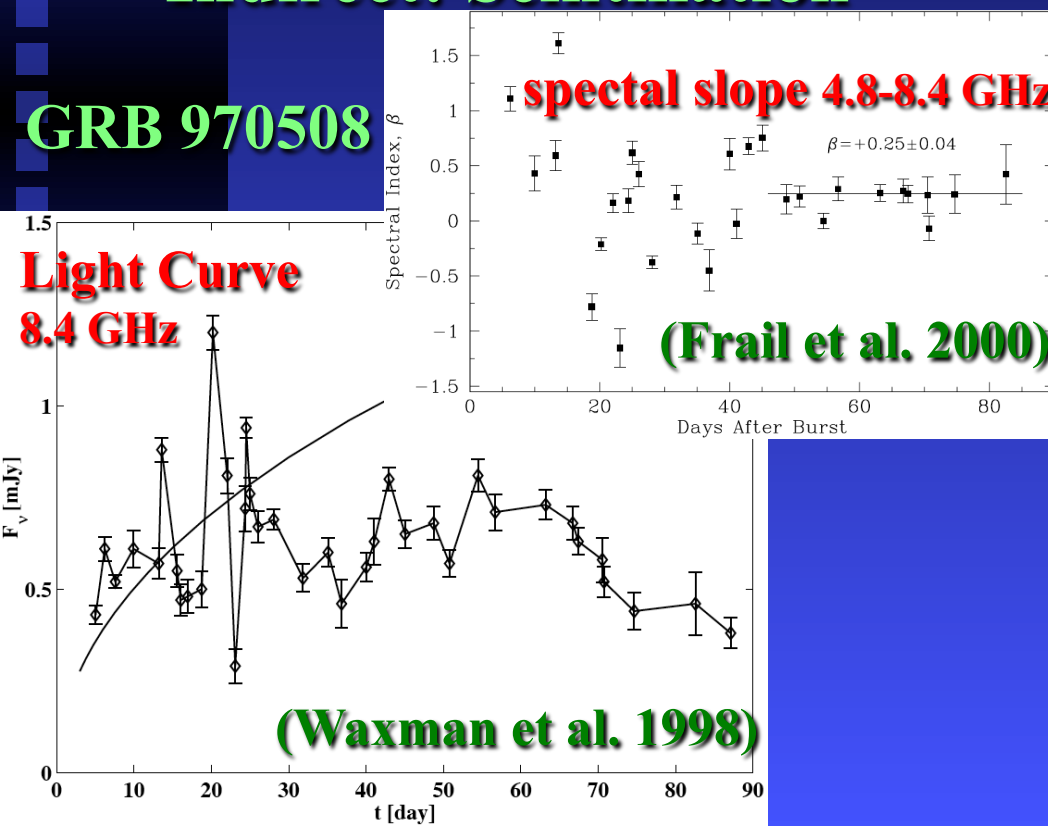 Indirect: Scintillation
GRB 970508
spectal slope 4.8-8.4 GHz
β=+0.25±0.04
(Frail et al. 2000)
Spectral Index, β
1.5
1
0.5
0
−0.5
−1
−1.5
0 20 40 60 80
Days After Burst
Light Curve
8.4 GHz
(Waxman et al. 1998)
F_ν [mJy]
1.5
1
0.5
0
0 10 20 30 40 50 60 70 80 90
t [day]